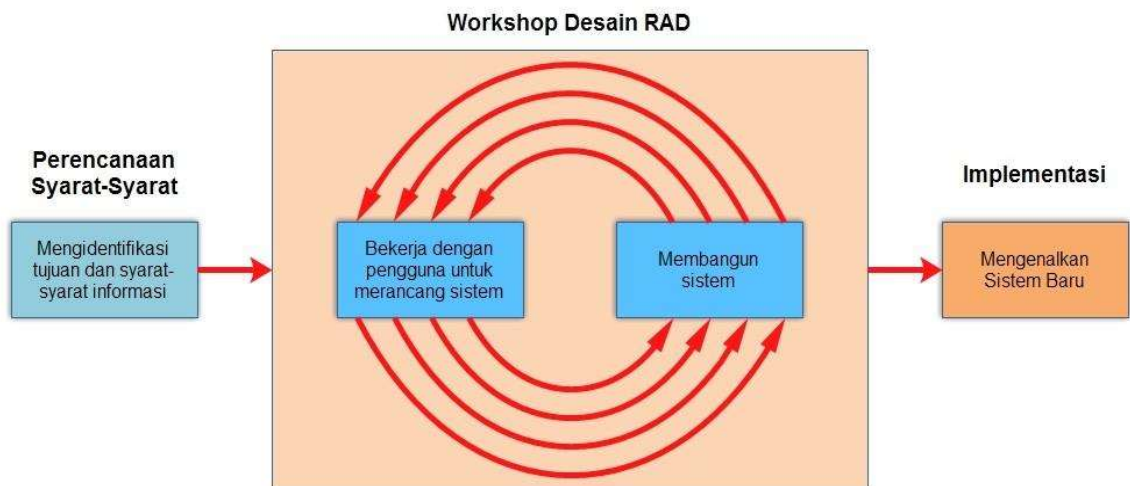 Workshop Desain RAD
Perencanaan
Syarat-Syarat
Mengidentifikasi
tujuan dan syarat-
syarat informasi
Bekerja dengan
pengguna untuk
merancang sistem
Membangun
sistem
Implementasi
Mengenalkan
Sistem Baru